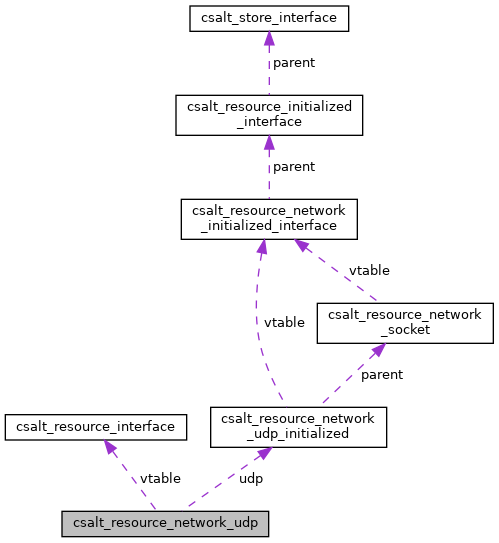 csalt_store_interface
parent
csalt_resource_initialized
_interface
parent
csalt_resource_network
_initialized_interface
vtable
csalt_resource_network
_socket
vtable
parent
csalt_resource_network
_udp_initialized
csalt_resource_interface
vtable
udp
csalt_resource_network_udp